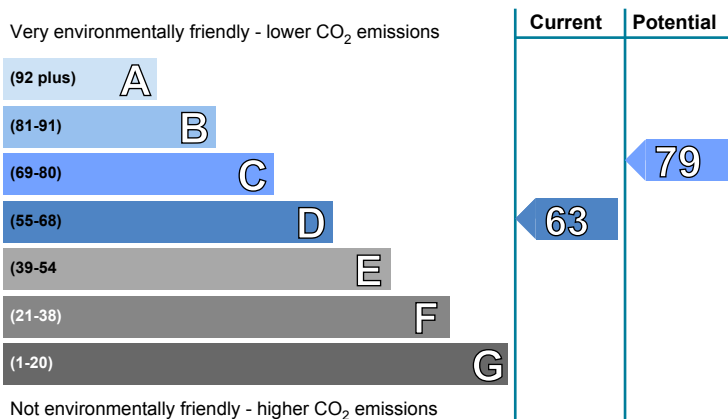 Current Potential
Very environmentally friendly - lower CO2 emissions
(92 plus) A
(81-91) B
(69-80) C
79
(55-68) D
63
(39-54 E
(21-38) F
(1-20) G
Not environmentally friendly - higher CO2 emissions